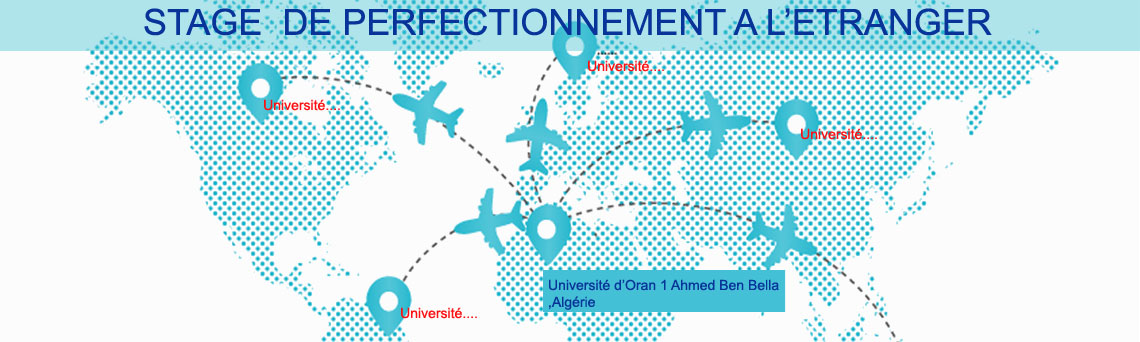 STAGE  DE PERFECTIONNEMENT A L’ETRANGER
......
Université....
Université....
Université....
Université d’Oran 1 Ahmed Ben Bella
,Algérie
Université....